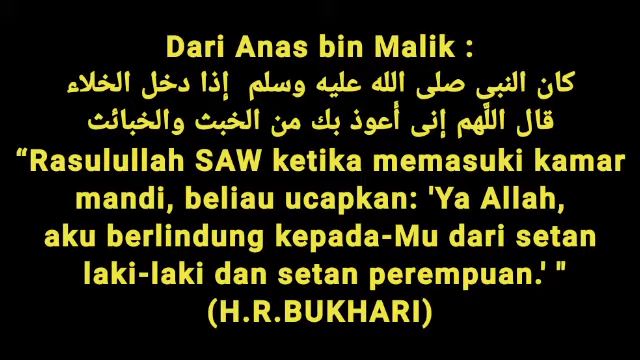 Dari Anas bin Malik :
كان النبى صلى الله عليه وسلم إذا دخل الخلاء
قال اللَّهم إنى أعوذ بك من الخبث والخبائث
“Rasulullah SAW ketika memasuki kamar
mandi, beliau ucapkan: 'Ya Allah,
aku berlindung kepada-Mu dari setan
laki-laki dan setan perempuan.' "
(H.R.BUKHARI)